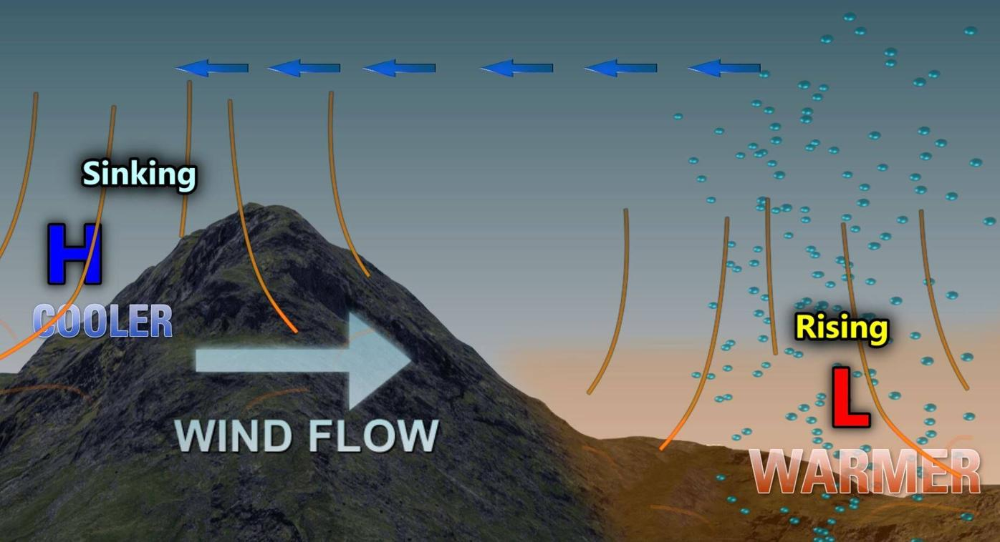 Sinking
H
COOLER
WIND FLOW
Rising
L
WARMER